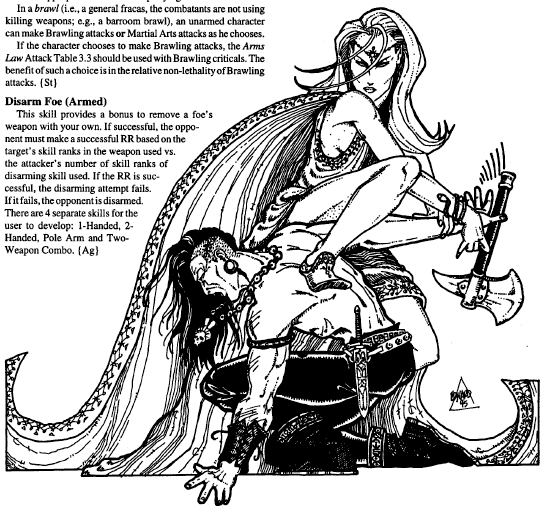 In a brawl (i.e., a general fracas, the combatants are not using
killing weapons; e.g., a barroom brawl), an unarmed character
can make Brawling attacks or Martial Arts attacks as he chooses.
If the character chooses to make Brawling attacks, the Arms
Law Attack Table 3.3 should be used with Brawling criticals. The
benefit of such a choice is in the relative non-lethality of Brawling
attacks. {St}
Disarm Foe (Armed)
This skill provides a bonus to remove a foe's
weapon with your own. If successful, the oppo-
nent must make a successful RR based on the
target's skill ranks in the weapon used vs.
the attacker's number of skill ranks of
disarming skill used. If the RR is suc-
cessful, the disarming attempt fails.
If it fails, the opponent is disarmed.
There are 4 separate skills for the
user to develop: 1-Handed, 2-
Handed, Pole Arm and Two-
Weapon Combo. {Ag}